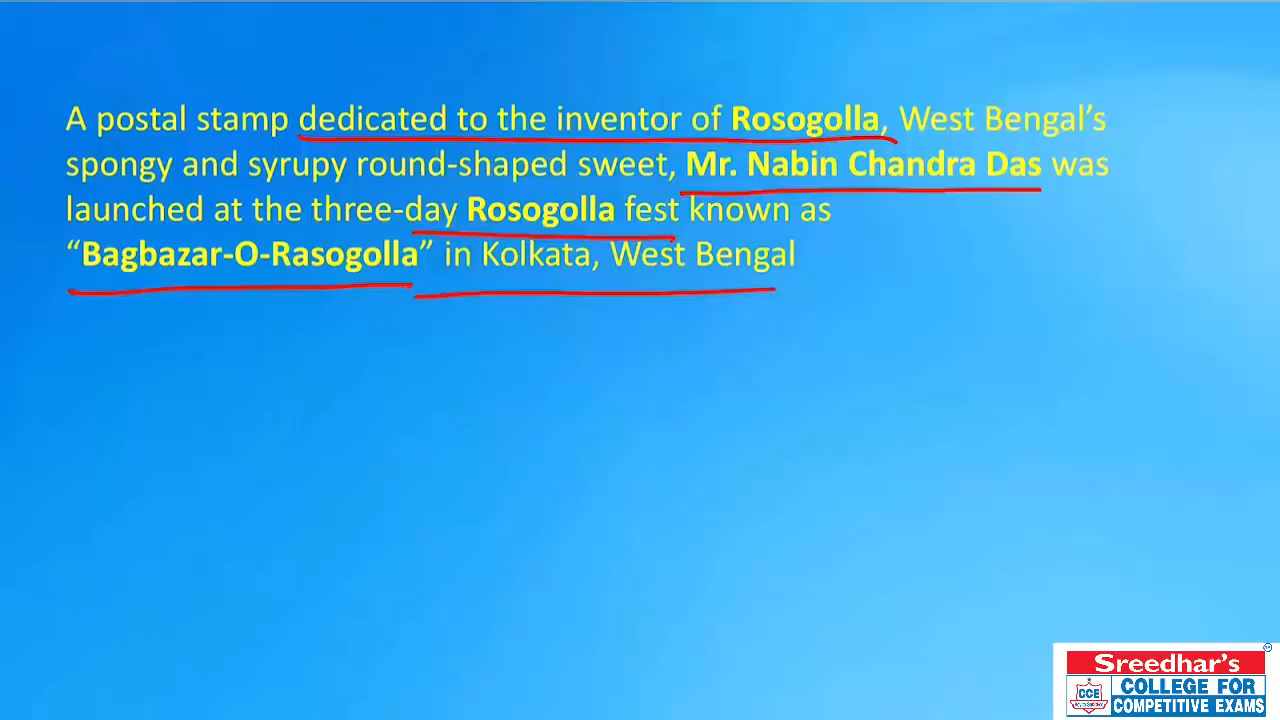 A postal stamp dedicated to the inventor of Rosogolla, West Bengal’s
spongy and syrupy round-shaped sweet, Mr. Nabin Chandra Das was
launched at the three-day Rosogolla fest known as
“Bagbazar-O-Rasogolla” in Kolkata, West Bengal
Sreedhar's
CCE
COLLEGE FOR
COMPETITIVE EXAMS